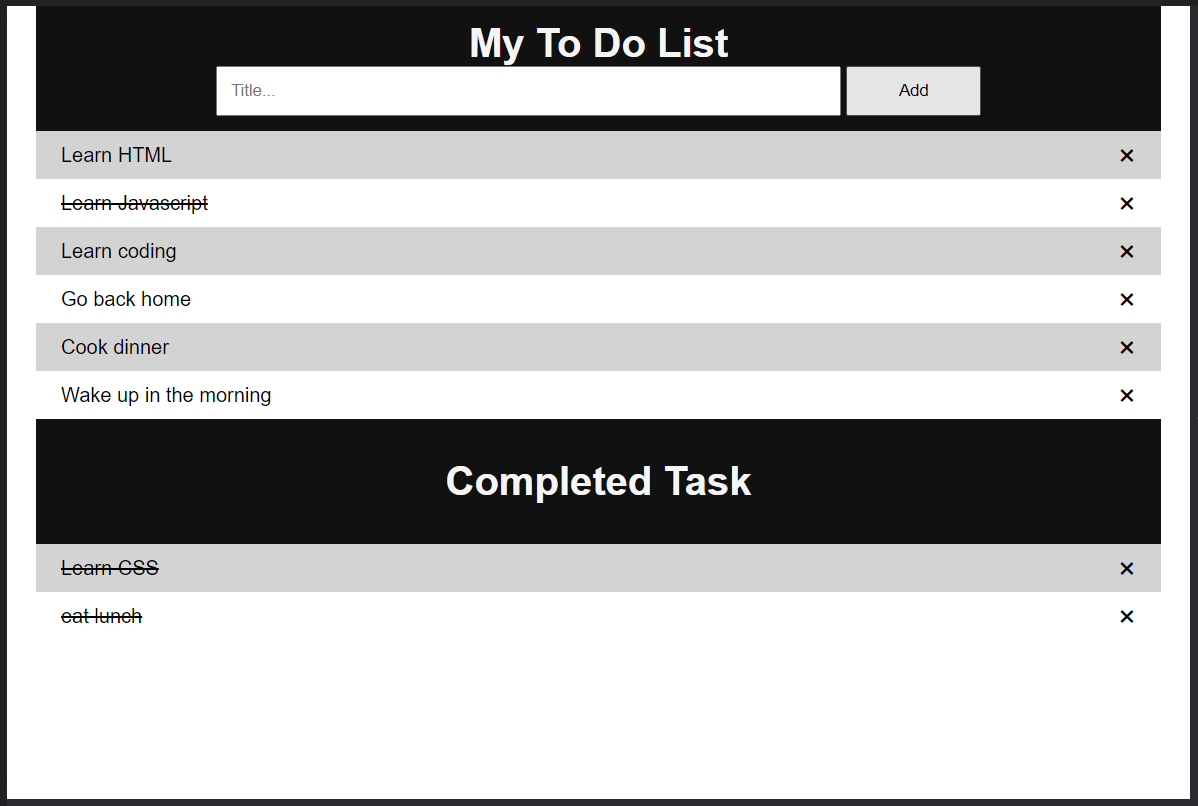 My To Do List
Title...
Add
Learn HTML ×
Learn Javascript ×
Learn coding ×
Go back home ×
Cook dinner ×
Wake up in the morning ×
Completed Task
Learn CSS ×
eat lunch ×